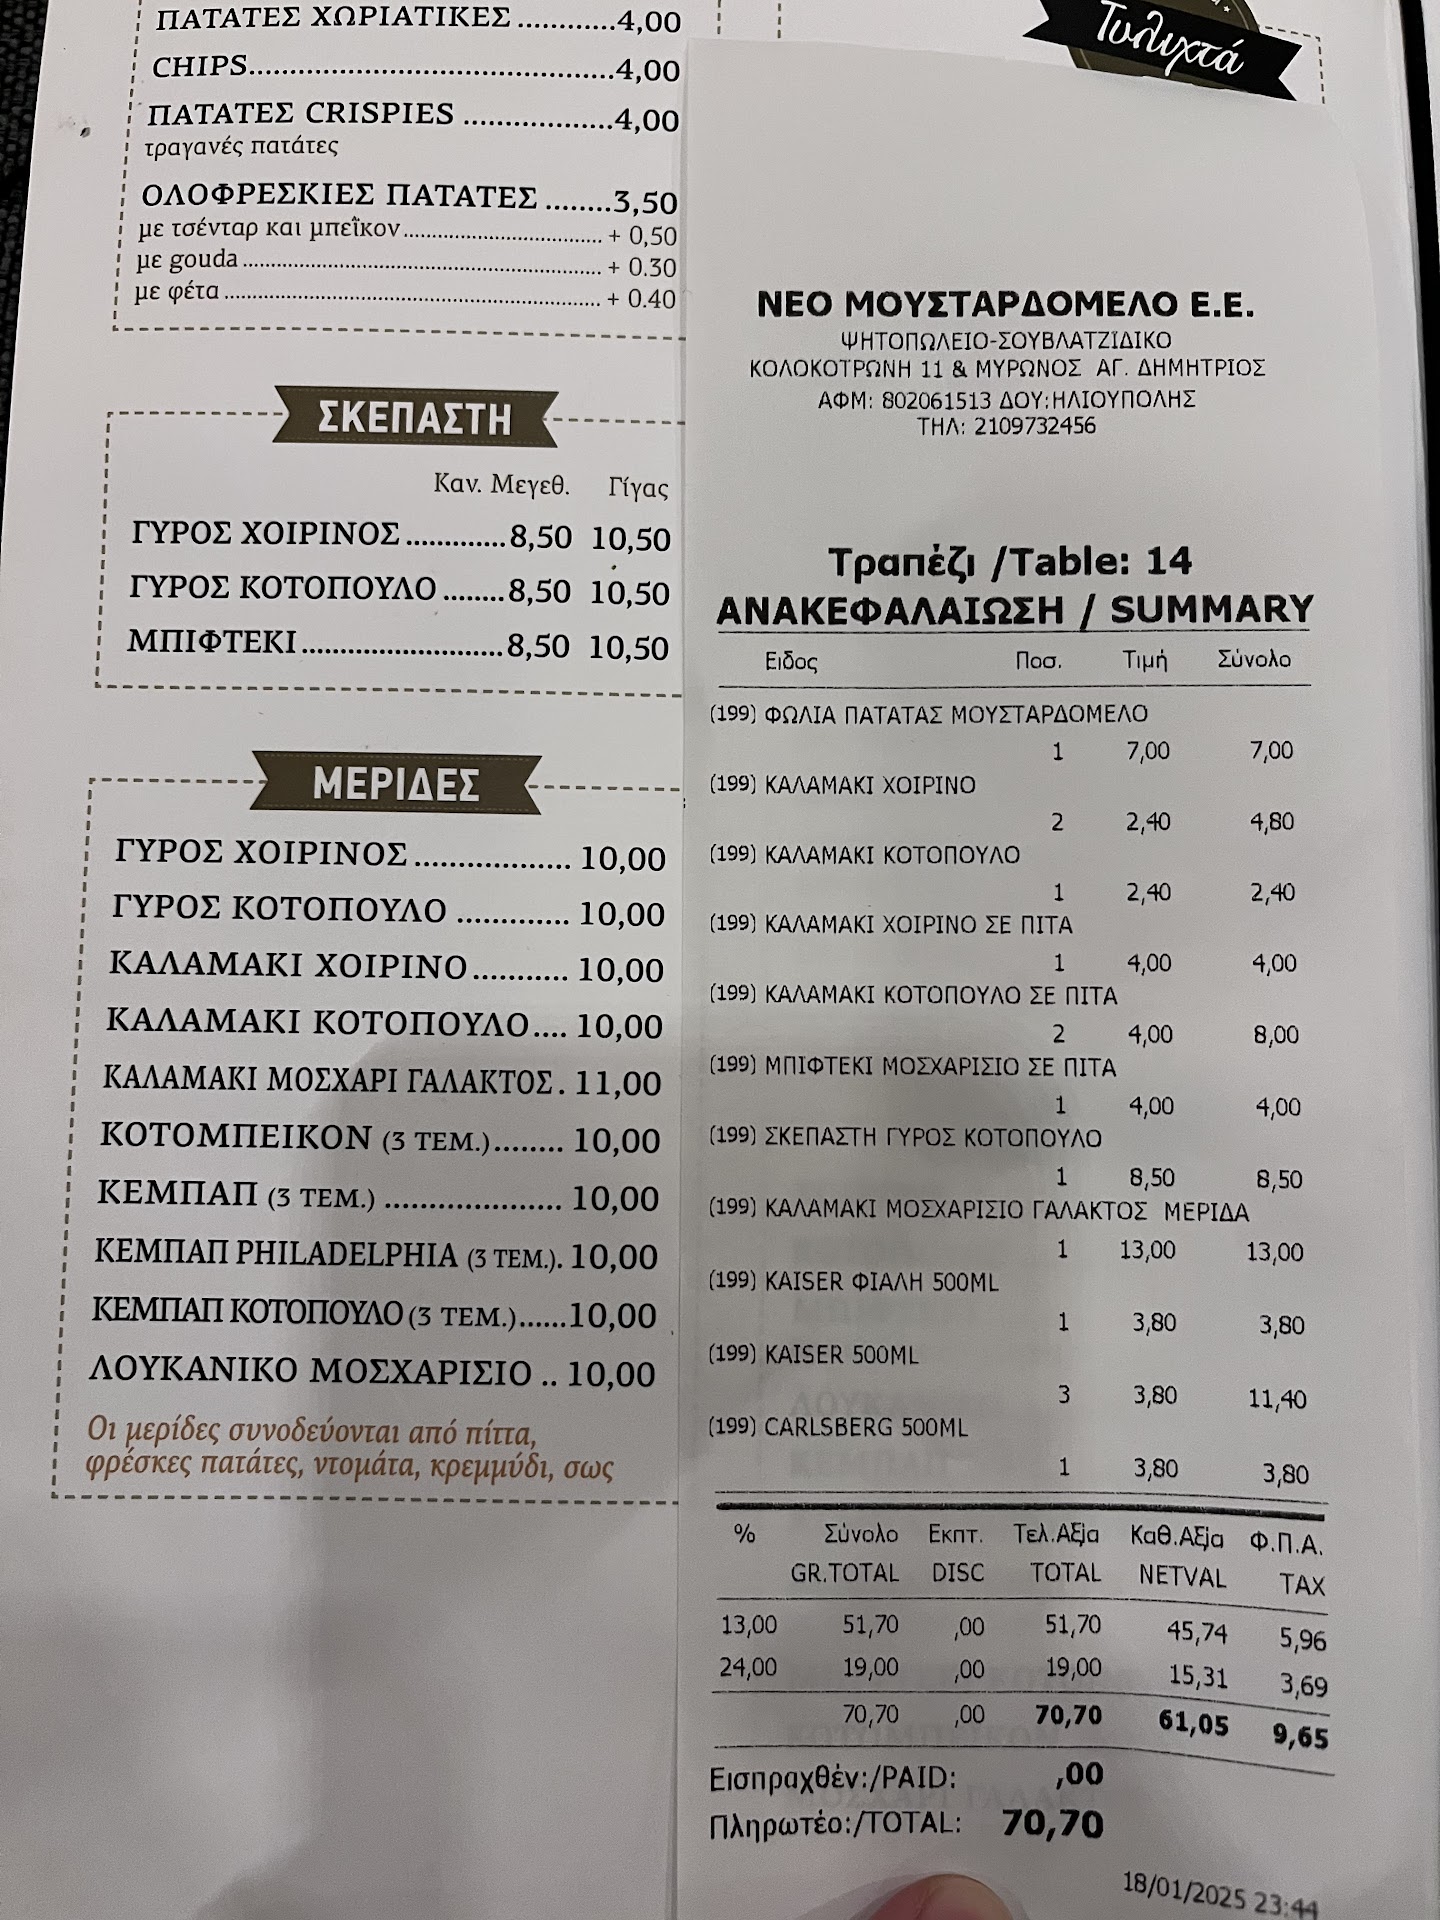 ΠΑΤΑΤΕΣ ΧΩΡΙΑΤΙΚΕΣ............4,00
CHIPS......................................4,00
ΠΑΤΑΤΕΣ CRISPIES ..................4,00
τραγανές πατάτες
ΟΛΟΦΡΕΣΚΙΕΣ ΠΑΤΑΤΕΣ ........3,50
με τσένταρ και μπεΐκον.................................. + 0,50
με gouda............................................................ + 0.30
με φέτα............................................................... + 0.40
ΣΚΕΠΑΣΤΗ
Καν. Μεγεθ. Γίγας
ΓΥΡΟΣ ΧΟΙΡΙΝΟΣ.............8,50 10,50
ΓΥΡΟΣ ΚΟΤΟΠΟΥΛΟ........8,50 10,50
ΜΠΙΦΤΕΚΙ..........................8,50 10,50
ΜΕΡΙΔΕΣ
ΓΥΡΟΣ ΧΟΙΡΙΝΟΣ.................. 10,00
ΓΥΡΟΣ ΚΟΤΟΠΟΥΛΟ ............. 10,00
ΚΑΛΑΜΑΚΙ ΧΟΙΡΙΝΟ........... 10,00
ΚΑΛΑΜΑΚΙ ΚΟΤΟΠΟΥΛΟ.... 10,00
ΚΑΛΑΜΑΚΙ ΜΟΣΧΑΡΙ ΓΑΛΑΚΤΟΣ. 11,00
ΚΟΤΟΜΠΕΙΚΟΝ (3 ΤΕΜ.)........ 10,00
ΚΕΜΠΑΠ (3 ΤΕΜ.) .................... 10,00
ΚΕΜΠΑΠ PHILADELPHIA (3 ΤΕΜ.). 10,00
ΚΕΜΠΑΠ ΚΟΤΟΠΟΥΛΟ (3 ΤΕΜ.)......10,00
ΛΟΥΚΑΝΙΚΟ ΜΟΣΧΑΡΙΣΙΟ .. 10,00
Οι μερίδες συνοδεύονται από πίττα,
φρέσκες πατάτες, ντομάτα, κρεμμύδι, σως
Τυλιχτά
ΝΕΟ ΜΟΥΣΤΑΡΔΟΜΕΛΟ Ε.Ε.
ΨΗΤΟΠΩΛΕΙΟ-ΣΟΥΒΛΑΤΖΙΔΙΚΟ
ΚΟΛΟΚΟΤΡΩΝΗ 11 & ΜΥΡΩΝΟΣ ΑΓ. ΔΗΜΗΤΡΙΟΣ
ΑΦΜ: 802061513 ΔΟΥ:ΗΛΙΟΥΠΟΛΗΣ
ΤΗΛ: 2109732456
Τραπέζι /Table: 14
ΑΝΑΚΕΦΑΛΑΙΩΣΗ / SUMMARY
Ειδος Ποσ. Τιμή Σύνολο
(199) ΦΩΛΙΑ ΠΑΤΑΤΑΣ ΜΟΥΣΤΑΡΔΟΜΕΛΟ
1 7,00 7,00
(199) ΚΑΛΑΜΑΚΙ ΧΟΙΡΙΝΟ
2 2,40 4,80
(199) ΚΑΛΑΜΑΚΙ ΚΟΤΟΠΟΥΛΟ
1 2,40 2,40
(199) ΚΑΛΑΜΑΚΙ ΧΟΙΡΙΝΟ ΣΕ ΠΙΤΑ
1 4,00 4,00
(199) ΚΑΛΑΜΑΚΙ ΚΟΤΟΠΟΥΛΟ ΣΕ ΠΙΤΑ
2 4,00 8,00
(199) ΜΠΙΦΤΕΚΙ ΜΟΣΧΑΡΙΣΙΟ ΣΕ ΠΙΤΑ
1 4,00 4,00
(199) ΣΚΕΠΑΣΤΗ ΓΥΡΟΣ ΚΟΤΟΠΟΥΛΟ
1 8,50 8,50
(199) ΚΑΛΑΜΑΚΙ ΜΟΣΧΑΡΙΣΙΟ ΓΑΛΑΚΤΟΣ ΜΕΡΙΔΑ
1 13,00 13,00
(199) KAISER ΦΙΑΛΗ 500ML
1 3,80 3,80
(199) KAISER 500ML
3 3,80 11,40
(199) CARLSBERG 500ML
1 3,80 3,80
% Σύνολο Εκπτ. Τελ.Αξία Καθ.Αξία Φ.Π.Α.
GR.TOTAL DISC TOTAL NETVAL TAX
13,00 51,70 ,00 51,70 45,74 5,96
24,00 19,00 ,00 19,00 15,31 3,69
70,70 ,00 70,70 61,05 9,65
Εισπραχθέν:/PAID: ,00
Πληρωτέο:/TOTAL: 70,70
18/01/2025 23:44